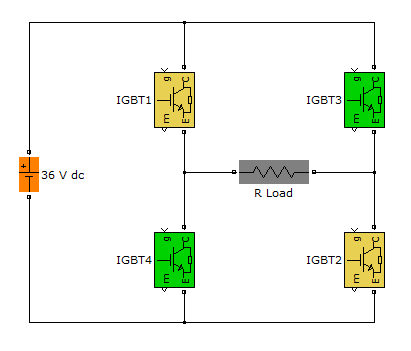 g C
IGBT1
m E
g C
IGBT3
m E
+
36 V dc
R Load
g C
IGBT4
m E
g C
IGBT2
m E